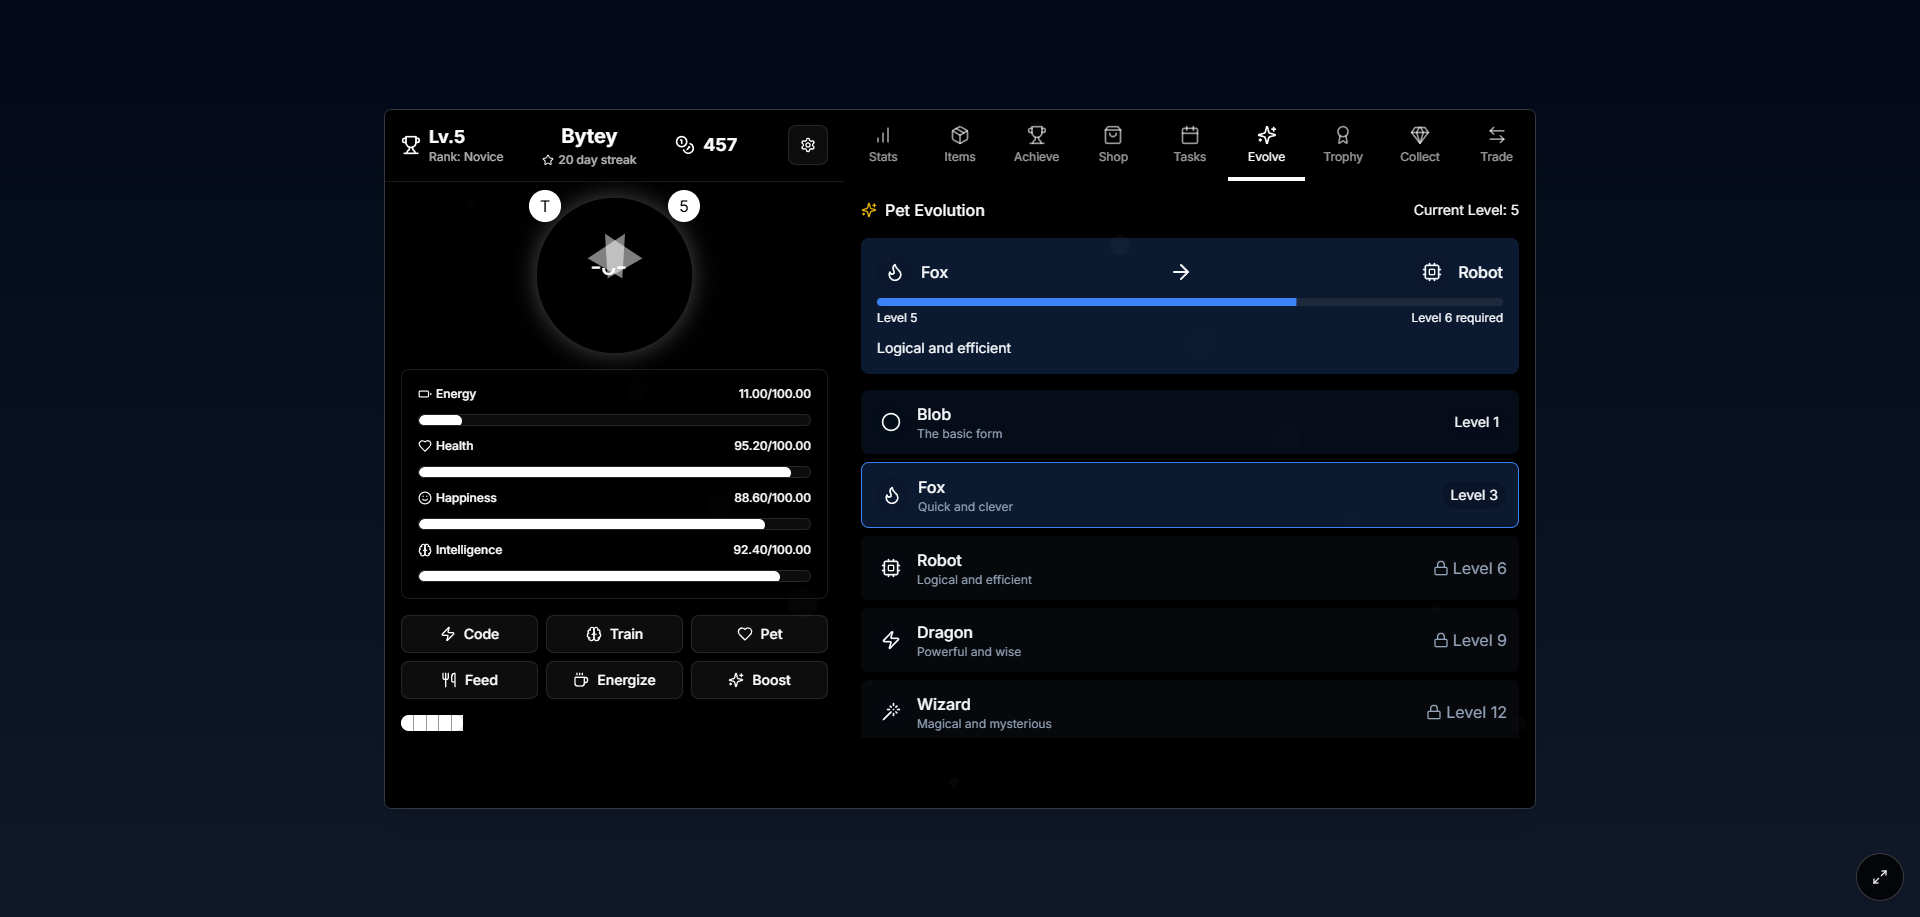 Lv.5
Rank: Novice
Bytey
20 day streak
457
T
5
Energy 11.00/100.00
Health 95.20/100.00
Happiness 88.60/100.00
Intelligence 92.40/100.00
Code Train Pet
Feed Energize Boost
Stats Items Achieve Shop Tasks Evolve Trophy Collect Trade
Pet Evolution Current Level: 5
Fox Robot
Level 5 Level 6 required
Logical and efficient
Blob
The basic form
Level 1
Fox
Quick and clever
Level 3
Robot
Logical and efficient
Level 6
Dragon
Powerful and wise
Level 9
Wizard
Magical and mysterious
Level 12